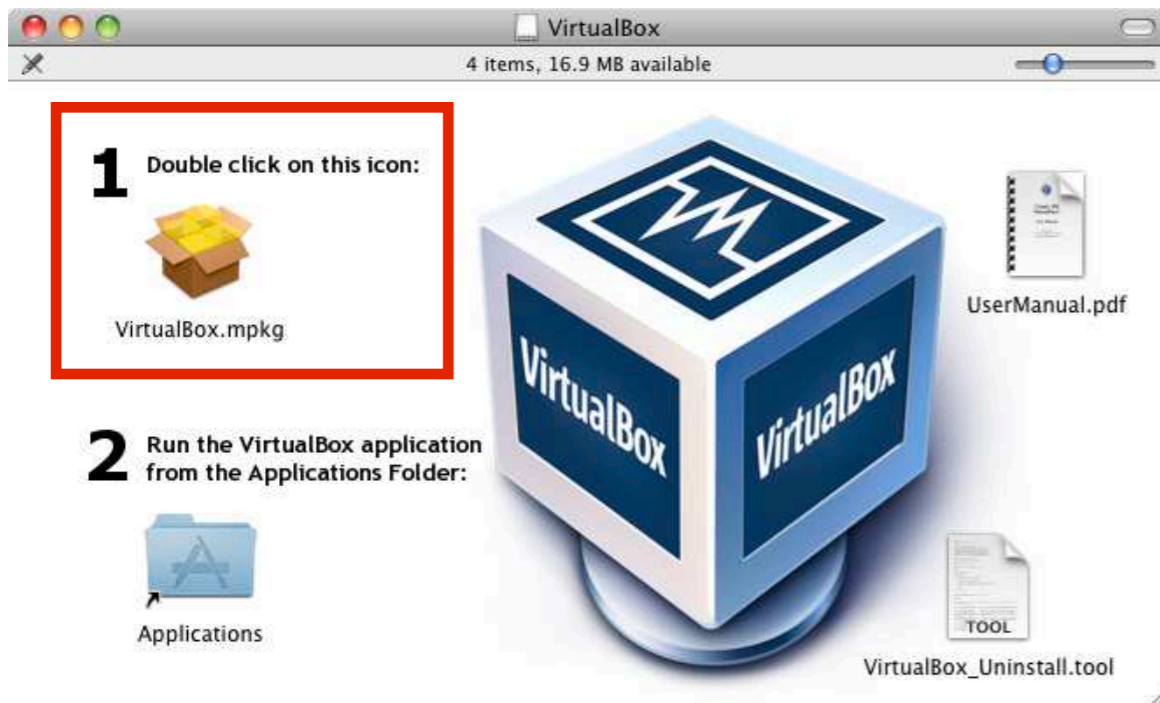 VirtualBox
4 items, 16.9 MB available
1 Double click on this icon:
VirtualBox.mpkg
2 Run the VirtualBox application
from the Applications Folder:
Applications
VirtualBox
VirtualBox
UserManual.pdf
TOOL
VirtualBox_Uninstall.tool